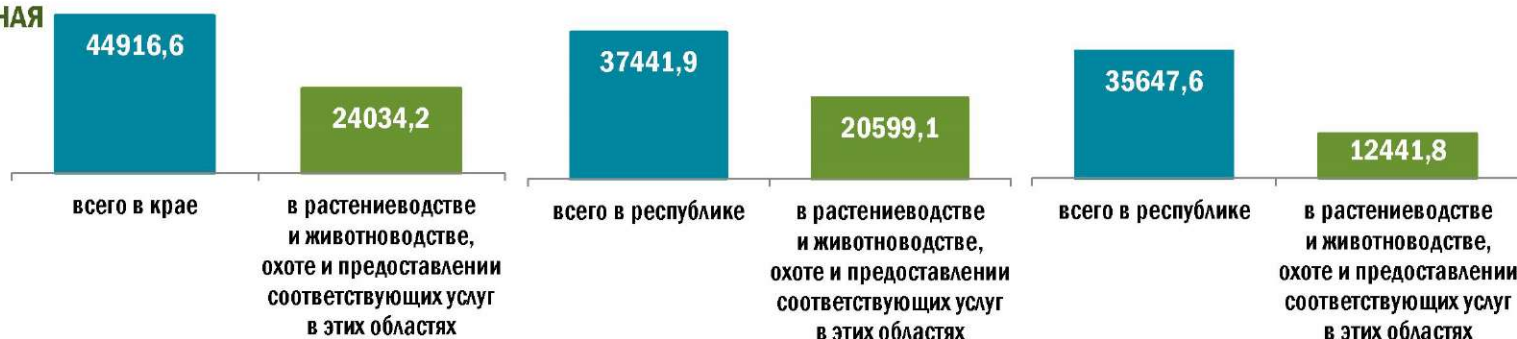 НАЯ
44916,6
24034,2
37441,9
20599,1
35647,6
12441,8
всего в крае
в растениеводстве
и животноводстве,
охоте и предоставлении
соответствующих услуг
в этих областях
всего в республике
в растениеводстве
и животноводстве,
охоте и предоставлении
соответствующих услуг
в этих областях
всего в республике
в растениеводстве
и животноводстве,
охоте и предоставлении
соответствующих услуг
в этих областях